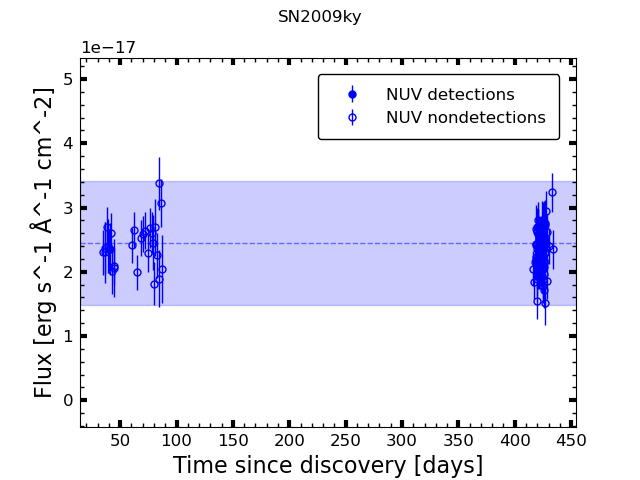 SN2009ky
1e−17
NUV detections
NUV nondetections
5
4
3
2
1
0
Flux [erg s^-1 Å^-1 cm^-2]
50 100 150 200 250 300 350 400 450
Time since discovery [days]